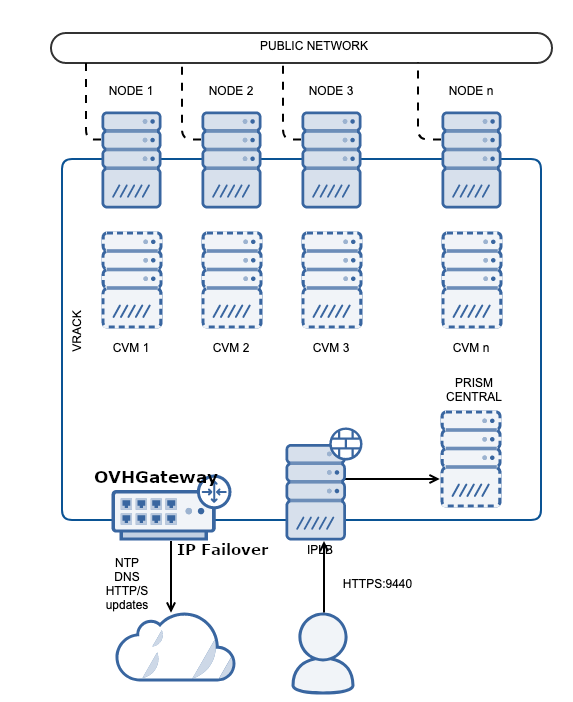 PUBLIC NETWORK
NODE 1
NODE 2
NODE 3
NODE n
VRACK
CVM 1
CVM 2
CVM 3
CVM n
PRISM
CENTRAL
OVHGateway
IP Failover
IPLB
NTP
DNS
HTTP/S
updates
HTTPS:9440